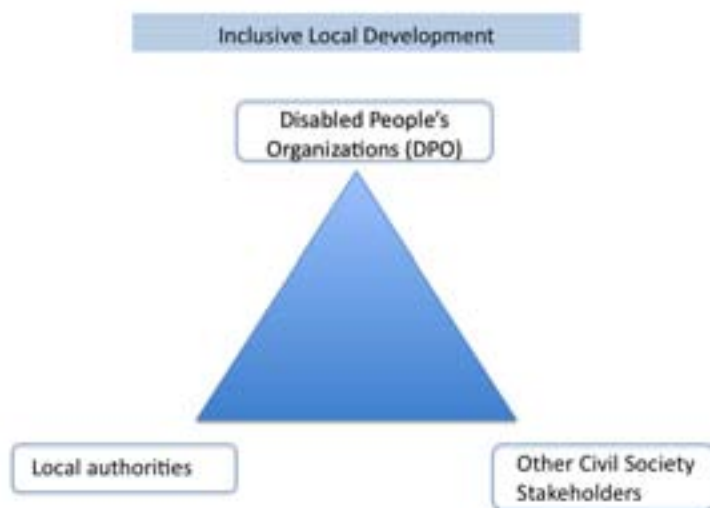 Inclusive Local Development
Disabled People's
Organizations (DPO)
Local authorities
Other Civil Society
Stakeholders